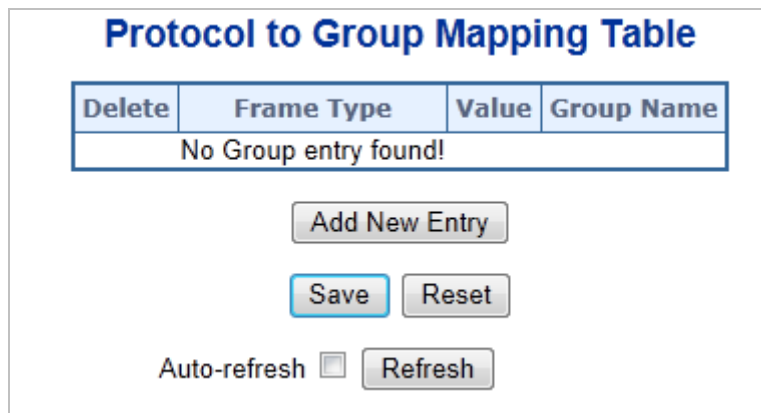 Protocol to Group Mapping Table
Delete Frame Type Value Group Name
No Group entry found!
Add New Entry
Save Reset
Auto-refresh Refresh